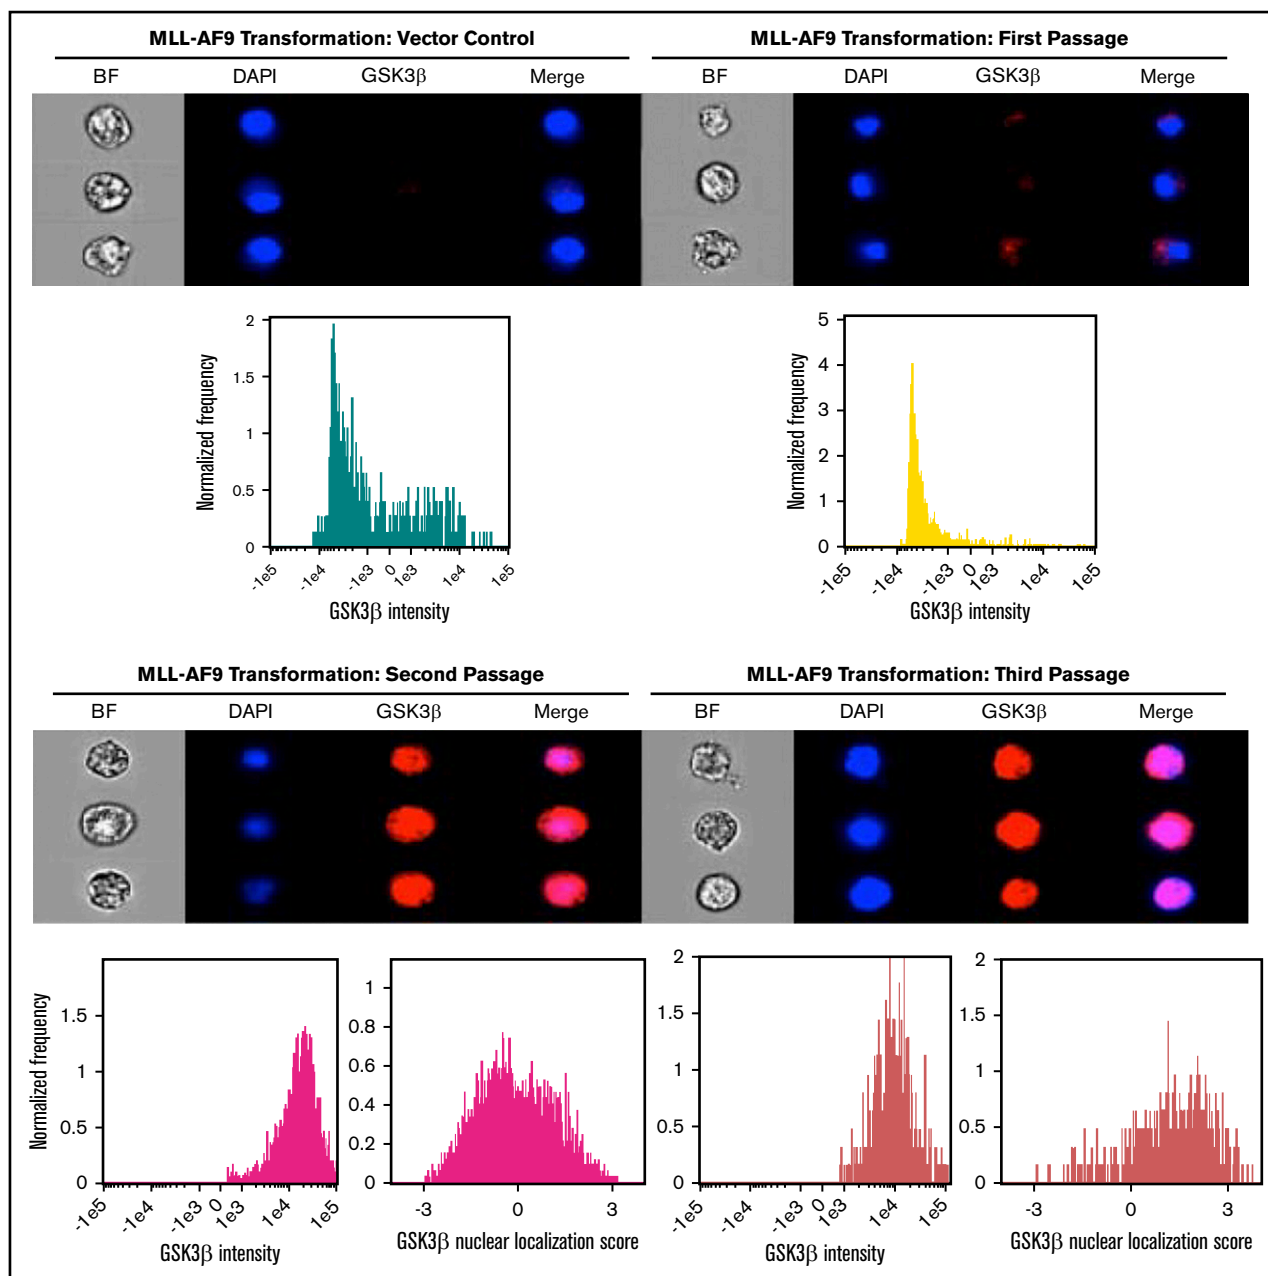 MLL-AF9 Transformation: Vector Control
BF DAPI GSK3β Merge
MLL-AF9 Transformation: First Passage
BF DAPI GSK3β Merge
Normalized frequency
2
1.5
1
0.5
0
-1e5 -1e4 -1e3 0 1e3 1e4 1e5
GSK3β intensity
Normalized frequency
5
4
3
2
1
0
-1e5 -1e4 -1e3 0 1e3 1e4 1e5
GSK3β intensity
MLL-AF9 Transformation: Second Passage
BF DAPI GSK3β Merge
MLL-AF9 Transformation: Third Passage
BF DAPI GSK3β Merge
Normalized frequency
1.5
1
0.5
0
-1e5 -1e4 -1e3 0 1e3 1e4 1e5
GSK3β intensity
1
0.8
0.6
0.4
0.2
0
-3 0 3
GSK3β nuclear localization score
2
1.5
1
0.5
0
-1e5 -1e4 -1e3 0 1e3 1e4 1e5
GSK3β intensity
2
1.5
1
0.5
0
-3 0 3
GSK3β nuclear localization score